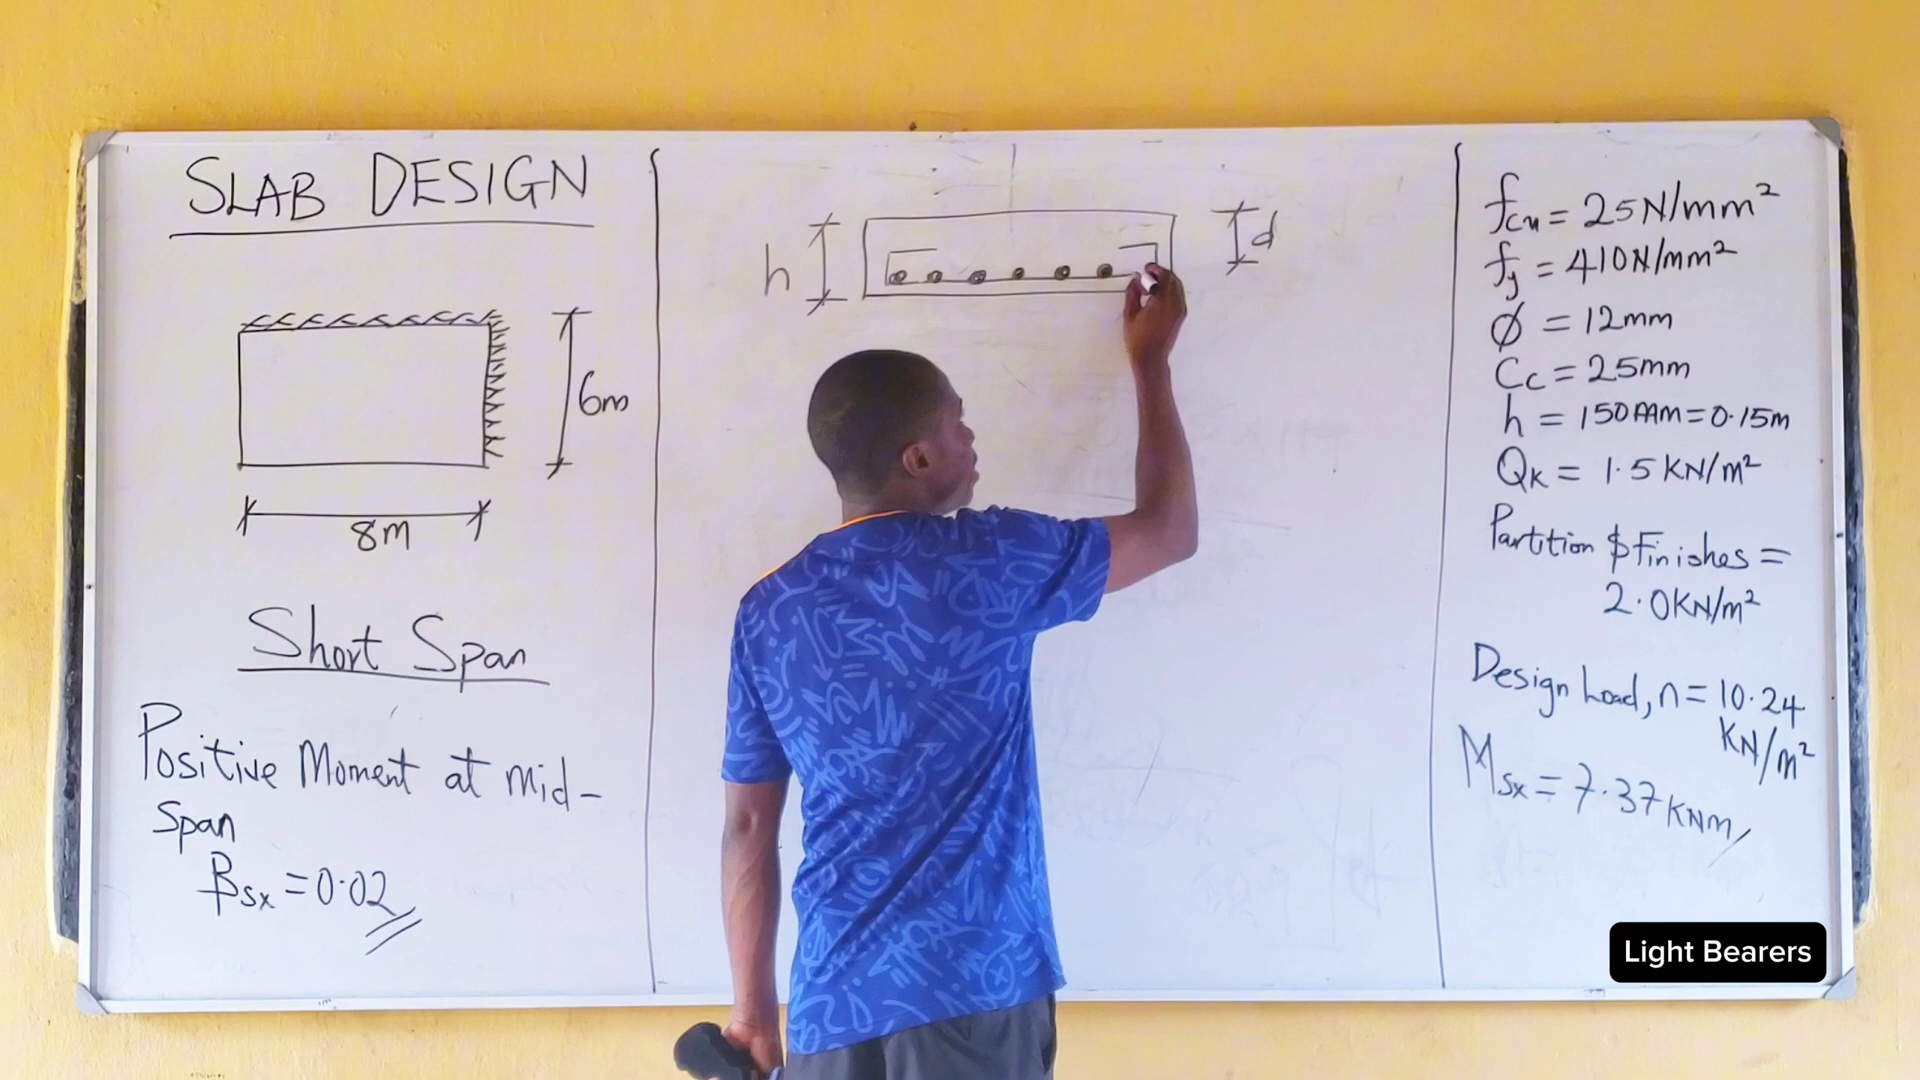 SLAB DESIGN
6m
8m
Short Span
Positive Moment at mid-
Span
βsx = 0.02
h
d
fcu = 25N/mm²
fy = 410N/mm²
Ø = 12mm
Cc = 25mm
h = 150mm = 0.15m
QK = 1.5 KN/m²
Partition & Finishes =
2.0KN/m²
Design Load, n = 10.24
KN/m²
Msx = 7.37KNm
Light Bearers